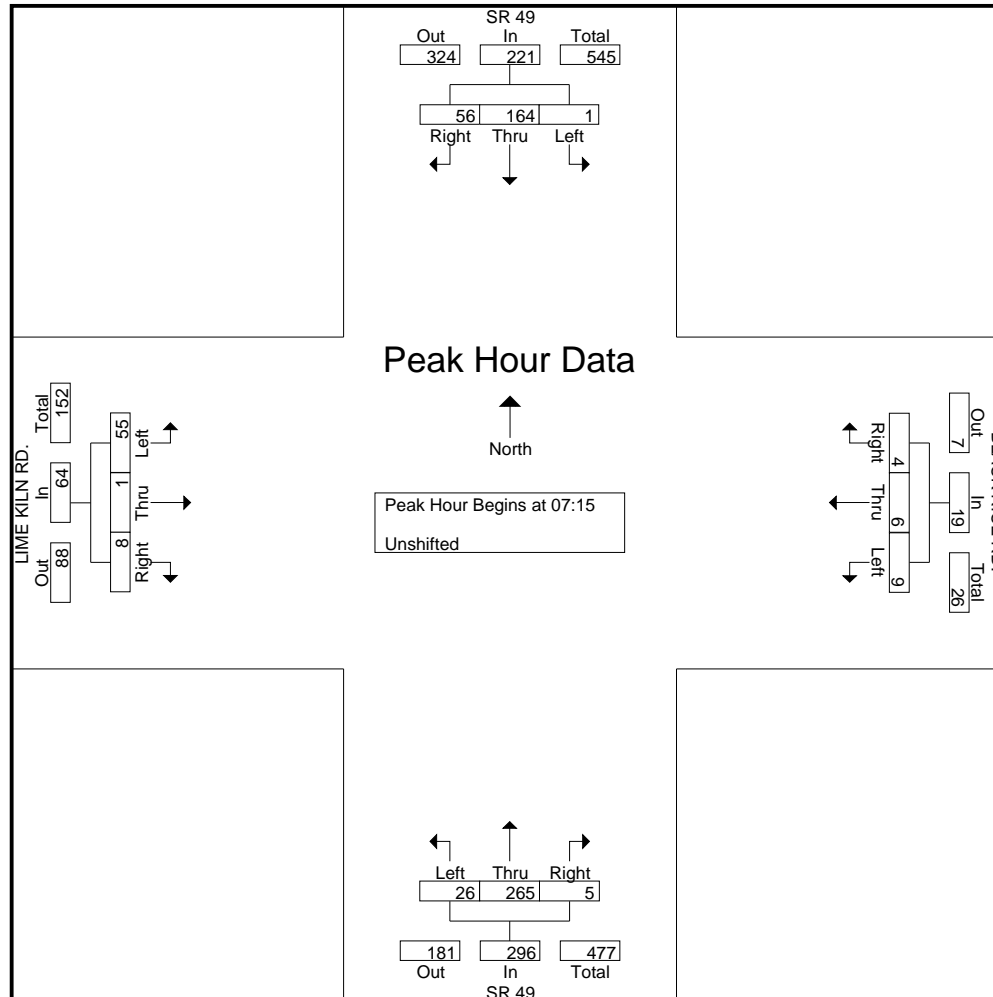 SR 49
Out In Total
324 221 545
56 164 1
Right Thru Left
Peak Hour Data
North
Peak Hour Begins at 07:15
Unshifted
LIME KILN RD.
Total In Out
152 64 88
55 1 8
Left Thru Right
Right Thru Left
4 6 9
7 19 26
Out In Total
Left Thru Right
26 265 5
181 296 477
Out In Total
SR 49